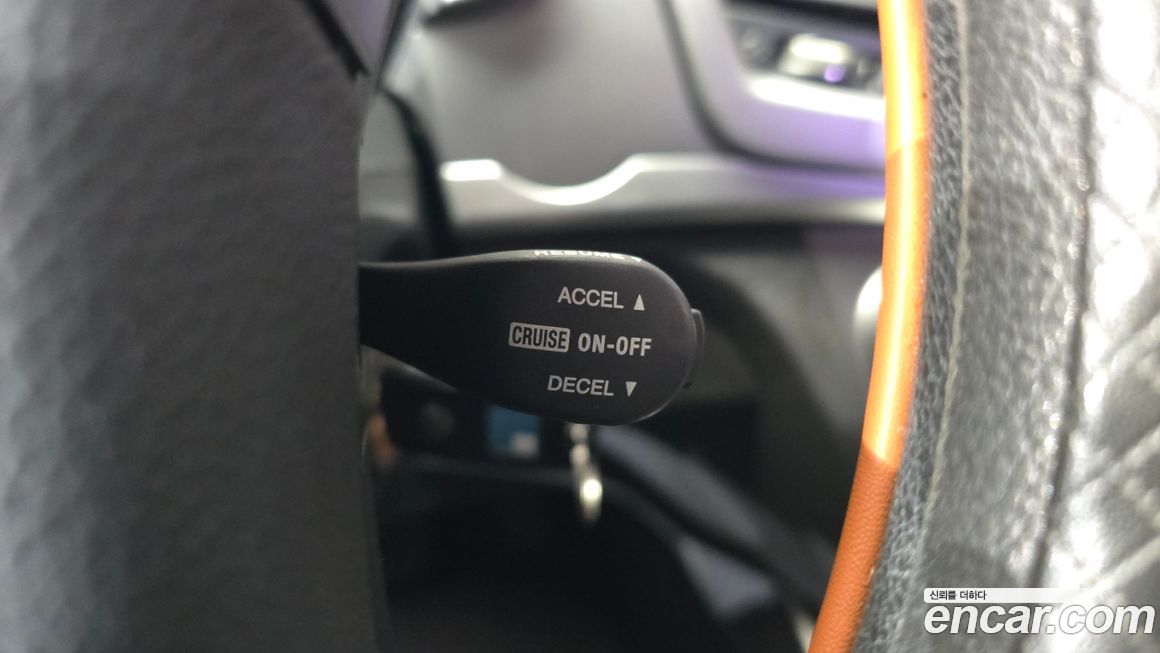 RESUME
ACCEL ▲
CRUISE ON-OFF
DECEL ▼
신뢰를 더하다
encar.com